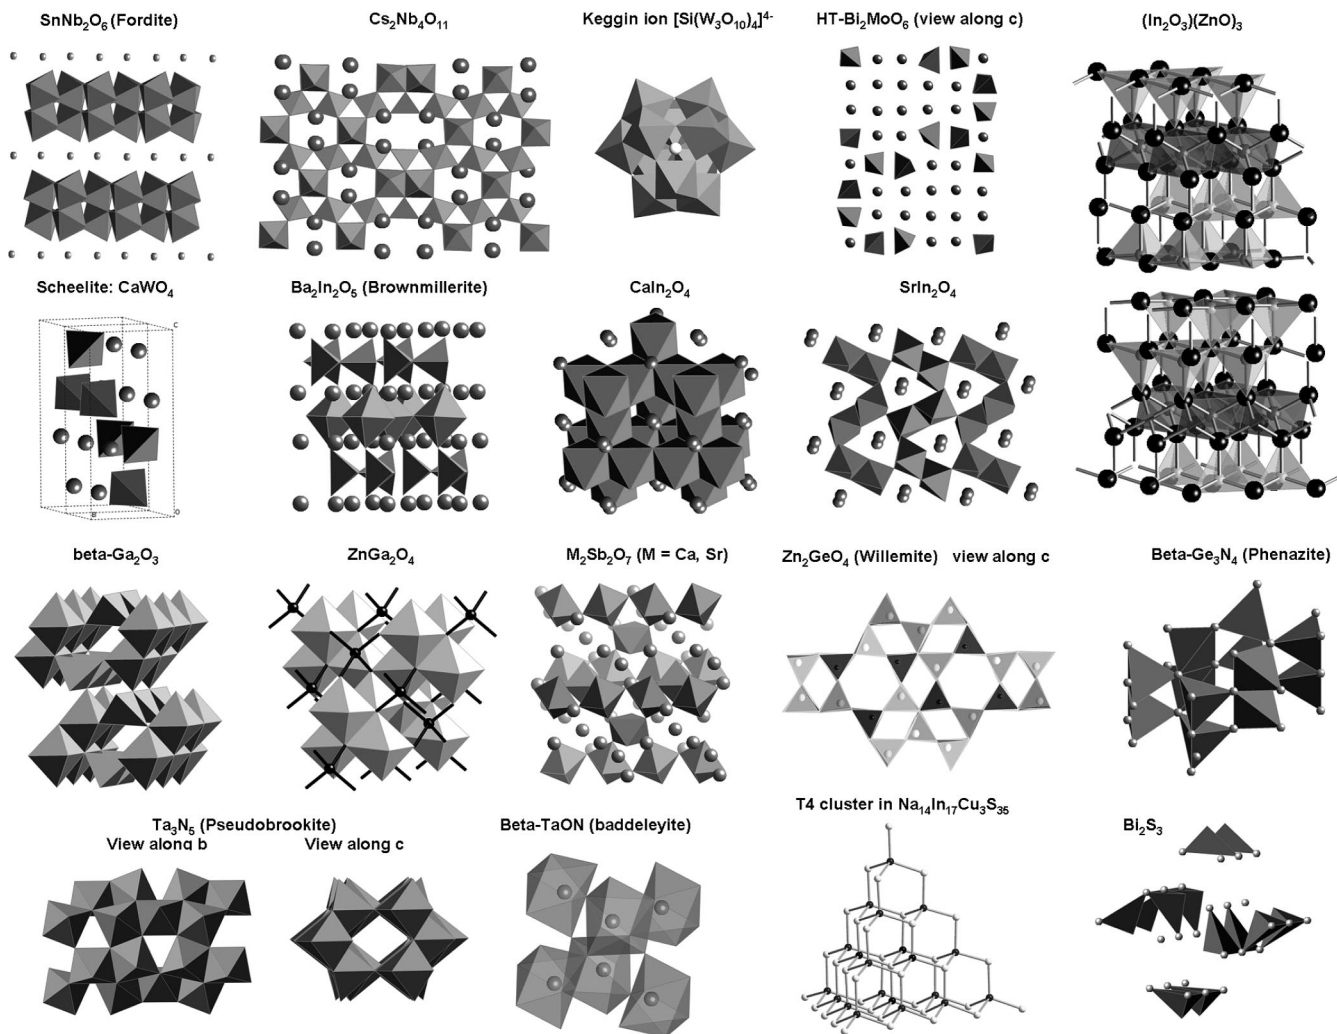 SnNb₂O₆ (Fordite)
Cs₂Nb₄O₁₁
Keggin ion [Si(W₃O₁₀)₄]⁴⁻
HT-Bi₂MoO₆ (view along c)
(In₂O₃)(ZnO)₃
Scheelite: CaWO₄
c
a
o
Ba₂In₂O₅ (Brownmillerite)
CaIn₂O₄
SrIn₂O₄
beta-Ga₂O₃
ZnGa₂O₄
M₂Sb₂O₇ (M = Ca, Sr)
Zn₂GeO₄ (Willemite) view along c
Beta-Ge₃N₄ (Phenazite)
Ta₃N₅ (Pseudobrookite)
View along b
View along c
Beta-TaON (baddeleyite)
T4 cluster in Na₁₄In₁₇Cu₃S₃₅
Bi₂S₃